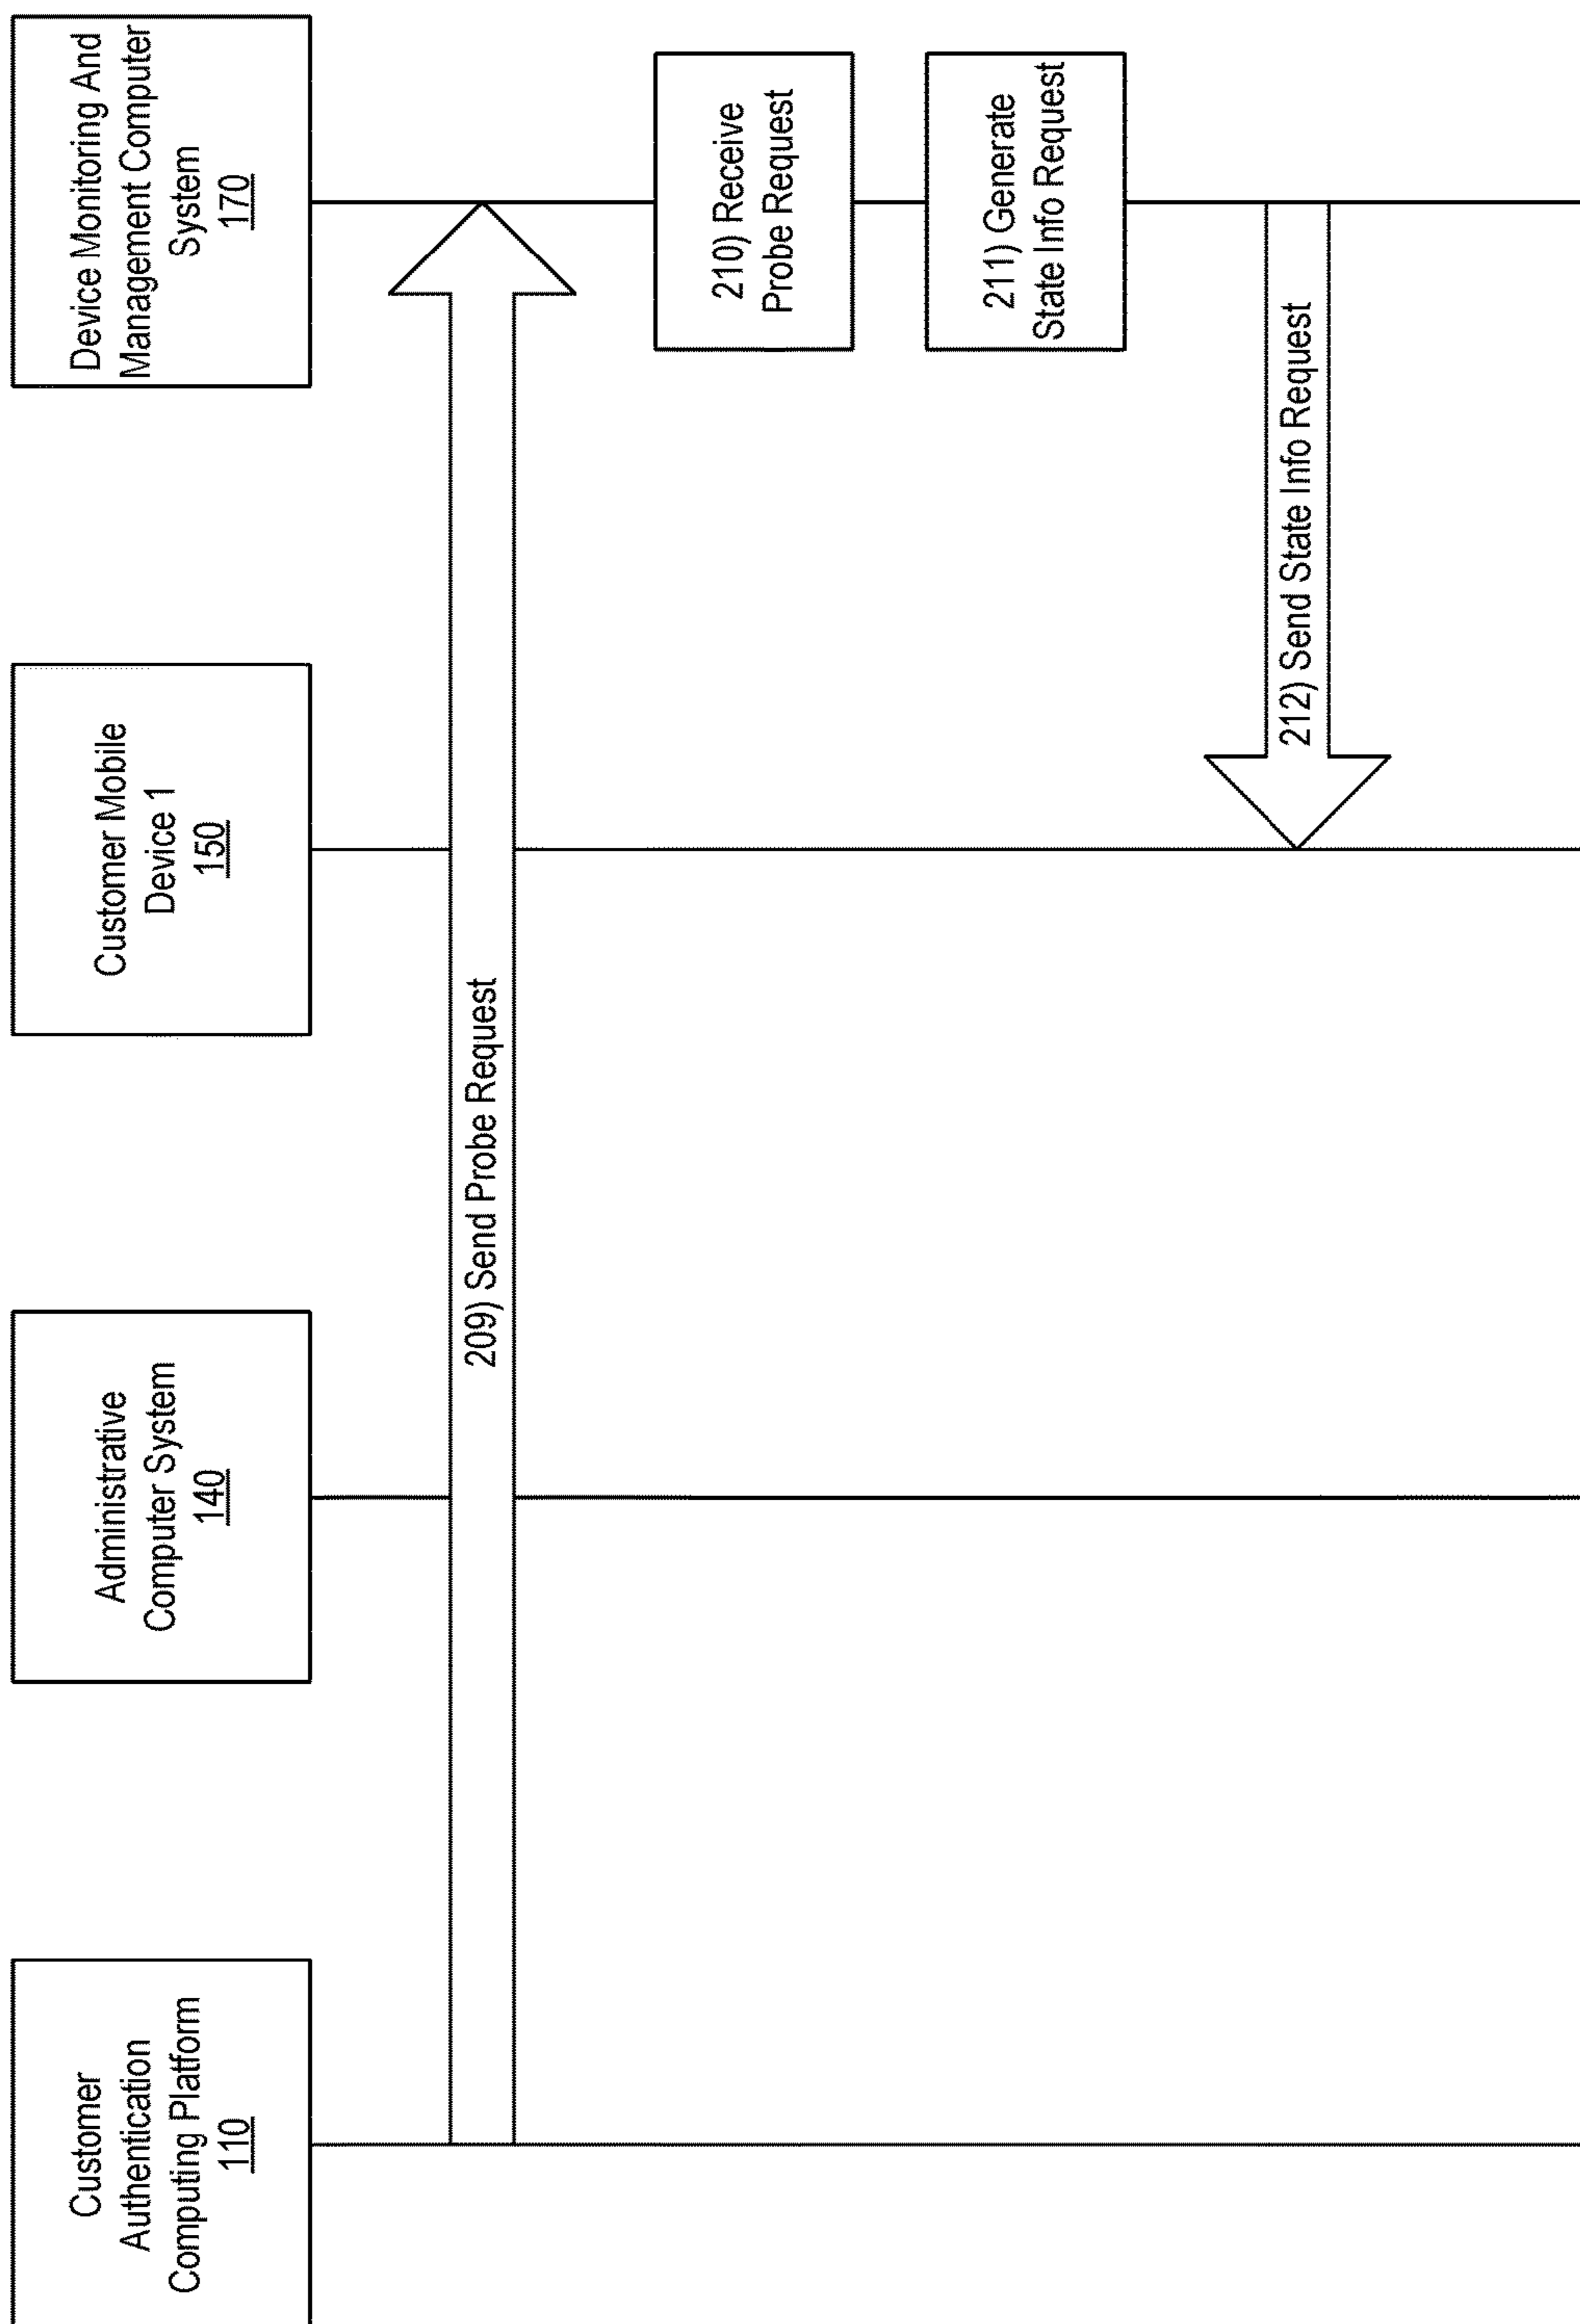 Customer
Authentication
Computing Platform
110
Administrative
Computer System
140
Customer Mobile
Device 1
150
Device Monitoring And
Management Computer
System
170
209) Send Probe Request
210) Receive
Probe Request
211) Generate
State Info Request
212) Send State Info Request